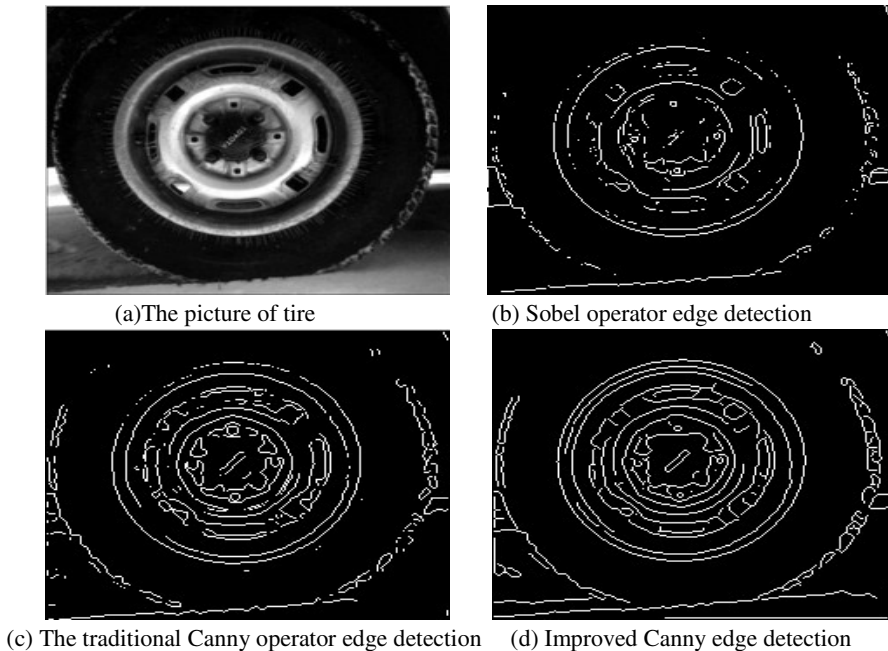 (a)The picture of tire
(b) Sobel operator edge detection
(c) The traditional Canny operator edge detection
(d) Improved Canny edge detection